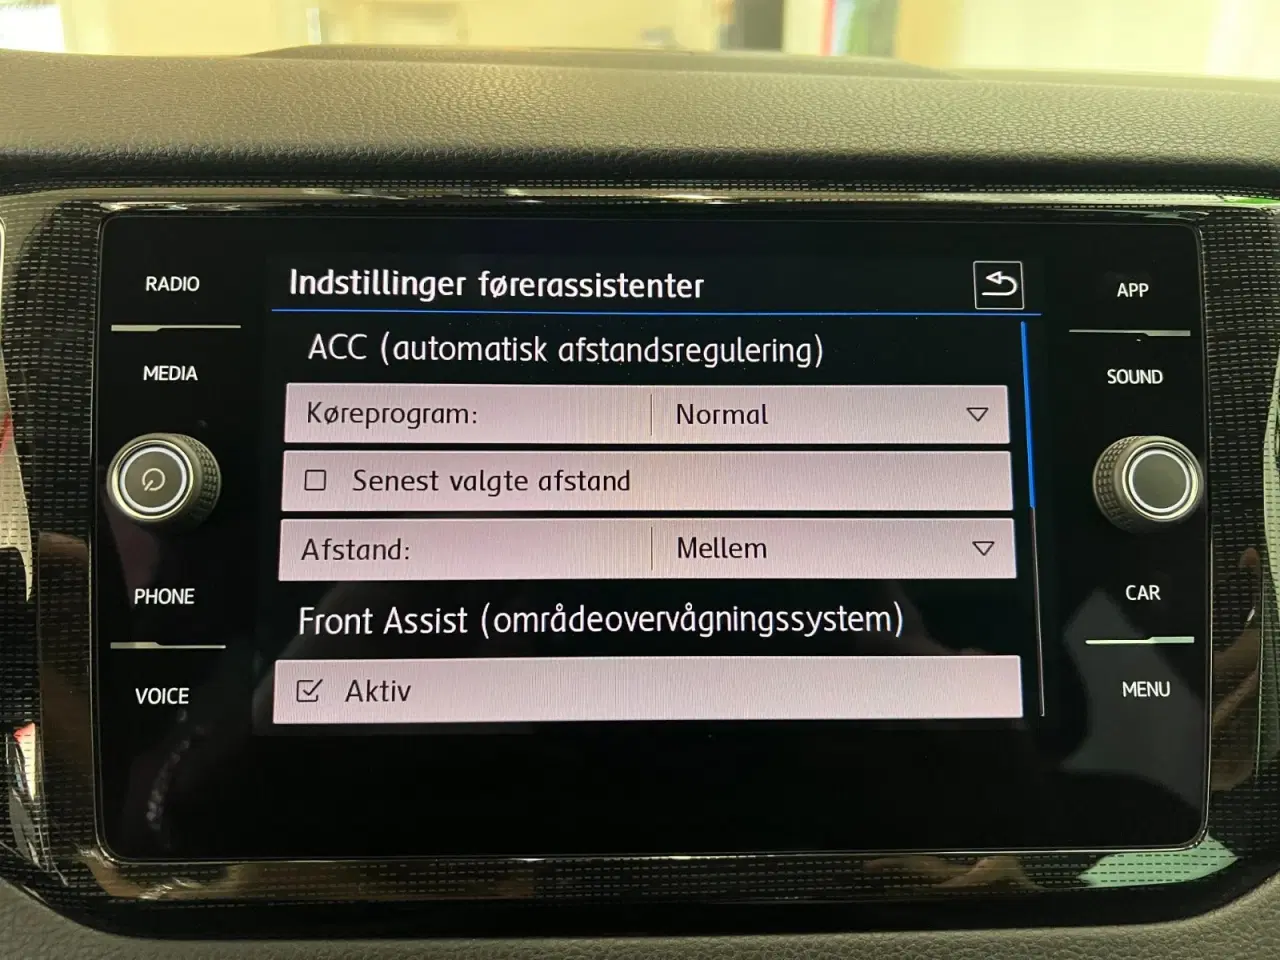 Indstillinger førerassistenter
ACC (automatisk afstandsregulering)
Køreprogram: Normal
Senest valgte afstand
Afstand: Mellem
Front Assist (områdeovervågningssystem)
Aktiv
RADIO
MEDIA
PHONE
VOICE
APP
SOUND
CAR
MENU